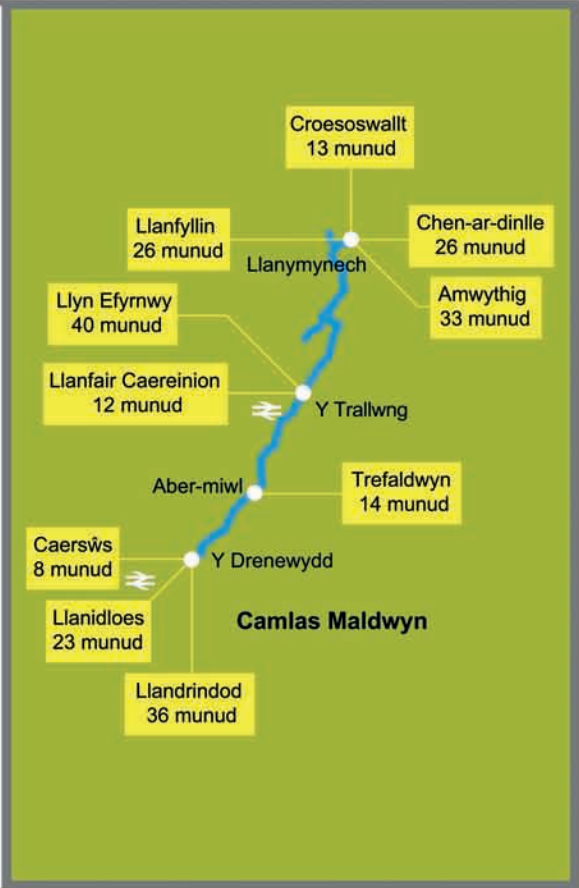 Croesoswallt
13 munud
Llanfyllin
26 munud
Chen-ar-dinlle
26 munud
Llanymynech
Amwythig
33 munud
Llyn Efyrnwy
40 munud
Llanfair Caereinion
12 munud
Y Trallwng
Aber-miwl
Trefaldwyn
14 munud
Caersŵs
8 munud
Y Drenewydd
Llanidloes
23 munud
Camlas Maldwyn
Llandrindod
36 munud